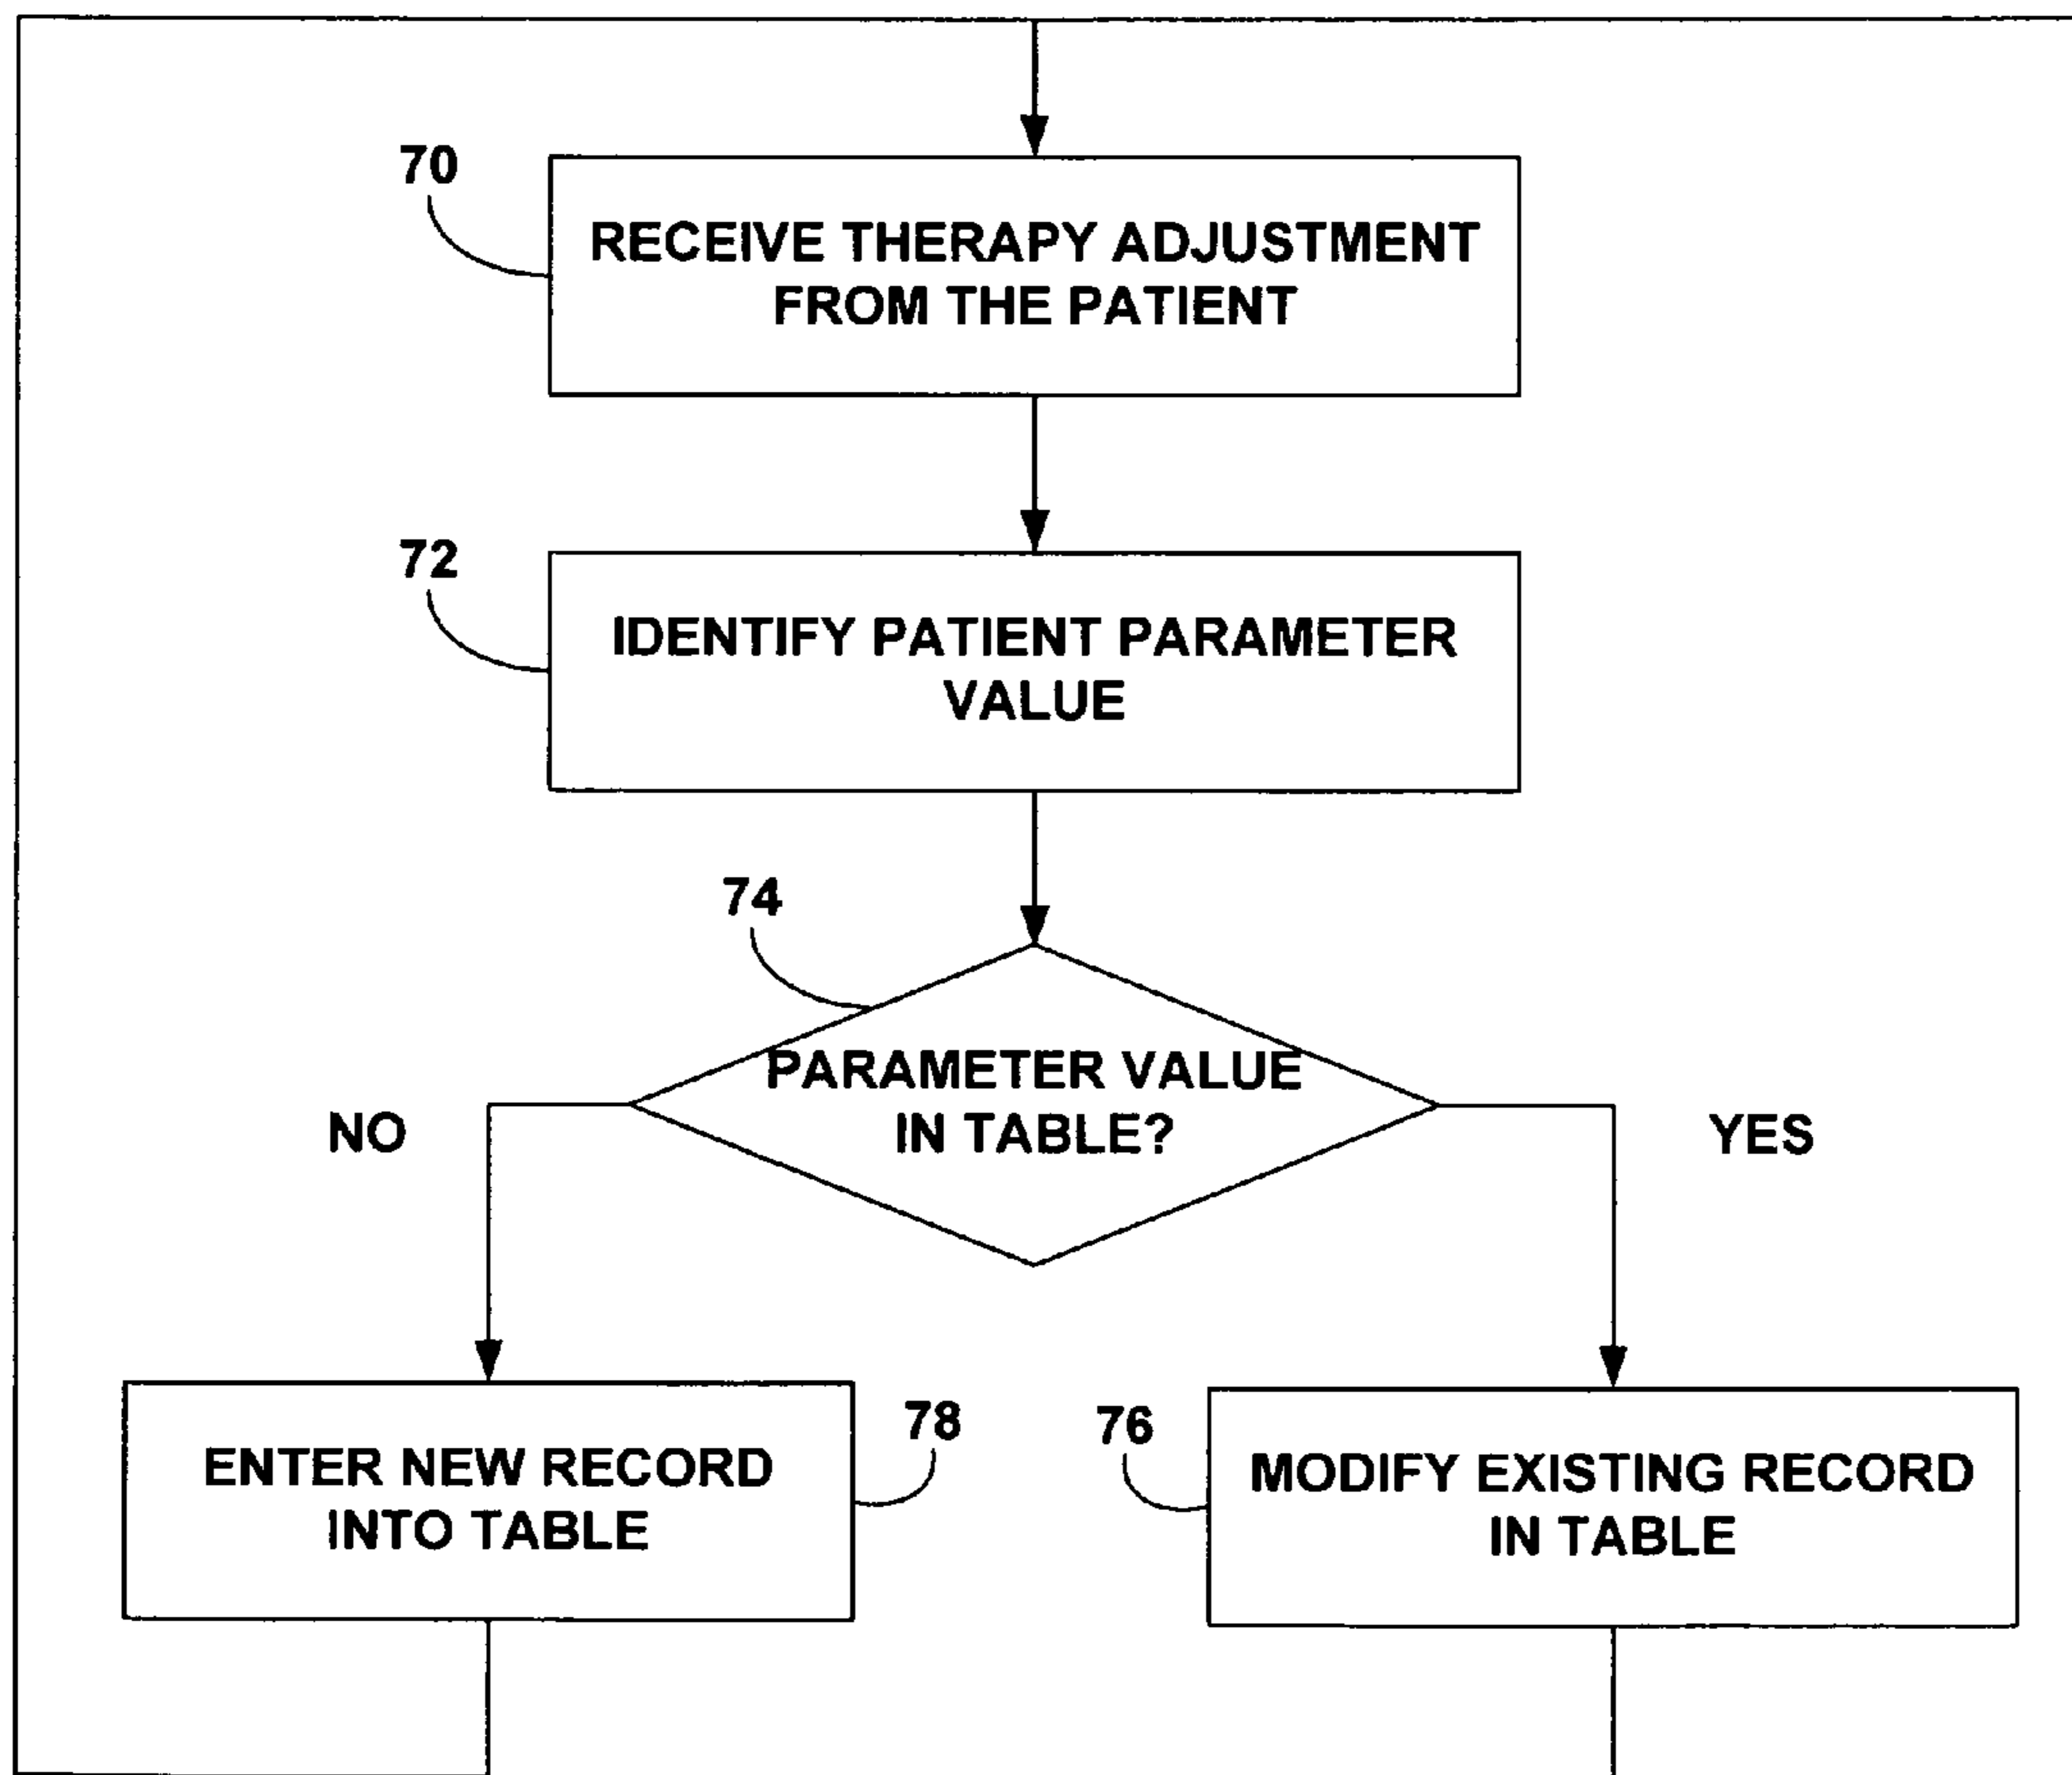 70
RECEIVE THERAPY ADJUSTMENT
FROM THE PATIENT
72
IDENTIFY PATIENT PARAMETER
VALUE
74
PARAMETER VALUE
IN TABLE?
NO
YES
78
ENTER NEW RECORD
INTO TABLE
76
MODIFY EXISTING RECORD
IN TABLE